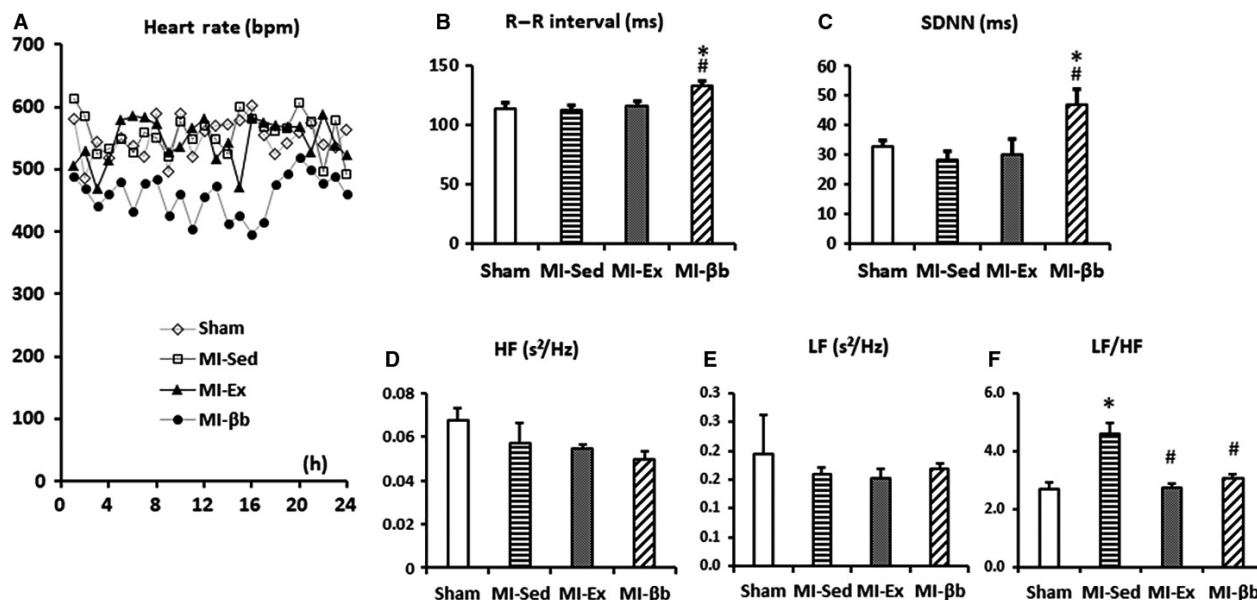 A
Heart rate (bpm)
700
600
500
400
300
200
100
0
0 4 8 12 16 20 24
(h)
Sham
MI-Sed
MI-Ex
MI-βb
B
R–R interval (ms)
150
100
50
0
*
#
Sham MI-Sed MI-Ex MI-βb
C
SDNN (ms)
60
50
40
30
20
10
0
*
#
Sham MI-Sed MI-Ex MI-βb
D
HF (s²/Hz)
0.08
0.06
0.04
0.02
0
Sham MI-Sed MI-Ex MI-βb
E
LF (s²/Hz)
0.3
0.3
0.2
0.2
0.1
0.1
0.0
Sham MI-Sed MI-Ex MI-βb
F
LF/HF
6.0
4.0
2.0
0.0
*
#
#
Sham MI-Sed MI-Ex MI-βb